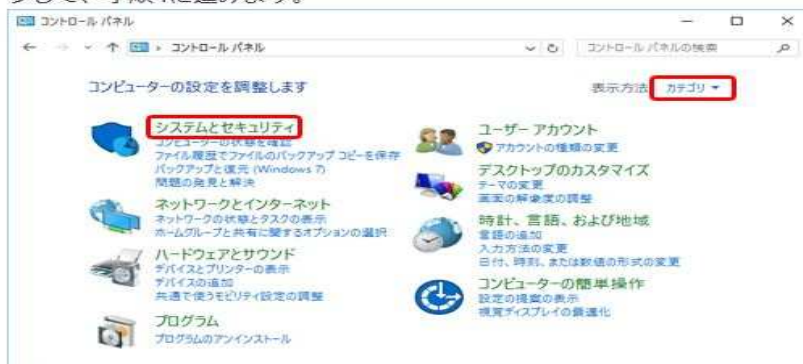 クして、手順4に進みます。
コントロール パネル
コントロール パネル
コントロール パネルの検索
コンピューターの設定を調整します
表示方法: カテゴリ
システムとセキュリティ
コンピューターの状態を確認
ファイル履歴でファイルのバックアップ コピーを保存
バックアップと復元 (Windows 7)
問題の発見と解決
ネットワークとインターネット
ネットワークの状態とタスクの表示
ホームグループと共有に関するオプションの選択
ハードウェアとサウンド
デバイスとプリンターの表示
デバイスの追加
共通で使うモビリティ設定の調整
プログラム
プログラムのアンインストール
ユーザー アカウント
アカウントの種類の変更
デスクトップのカスタマイズ
テーマの変更
画面の解像度の調整
時計、言語、および地域
言語の追加
入力方法の変更
日付、時刻、または数値の形式の変更
コンピューターの簡単操作
設定の提案の表示
視覚ディスプレイの最適化